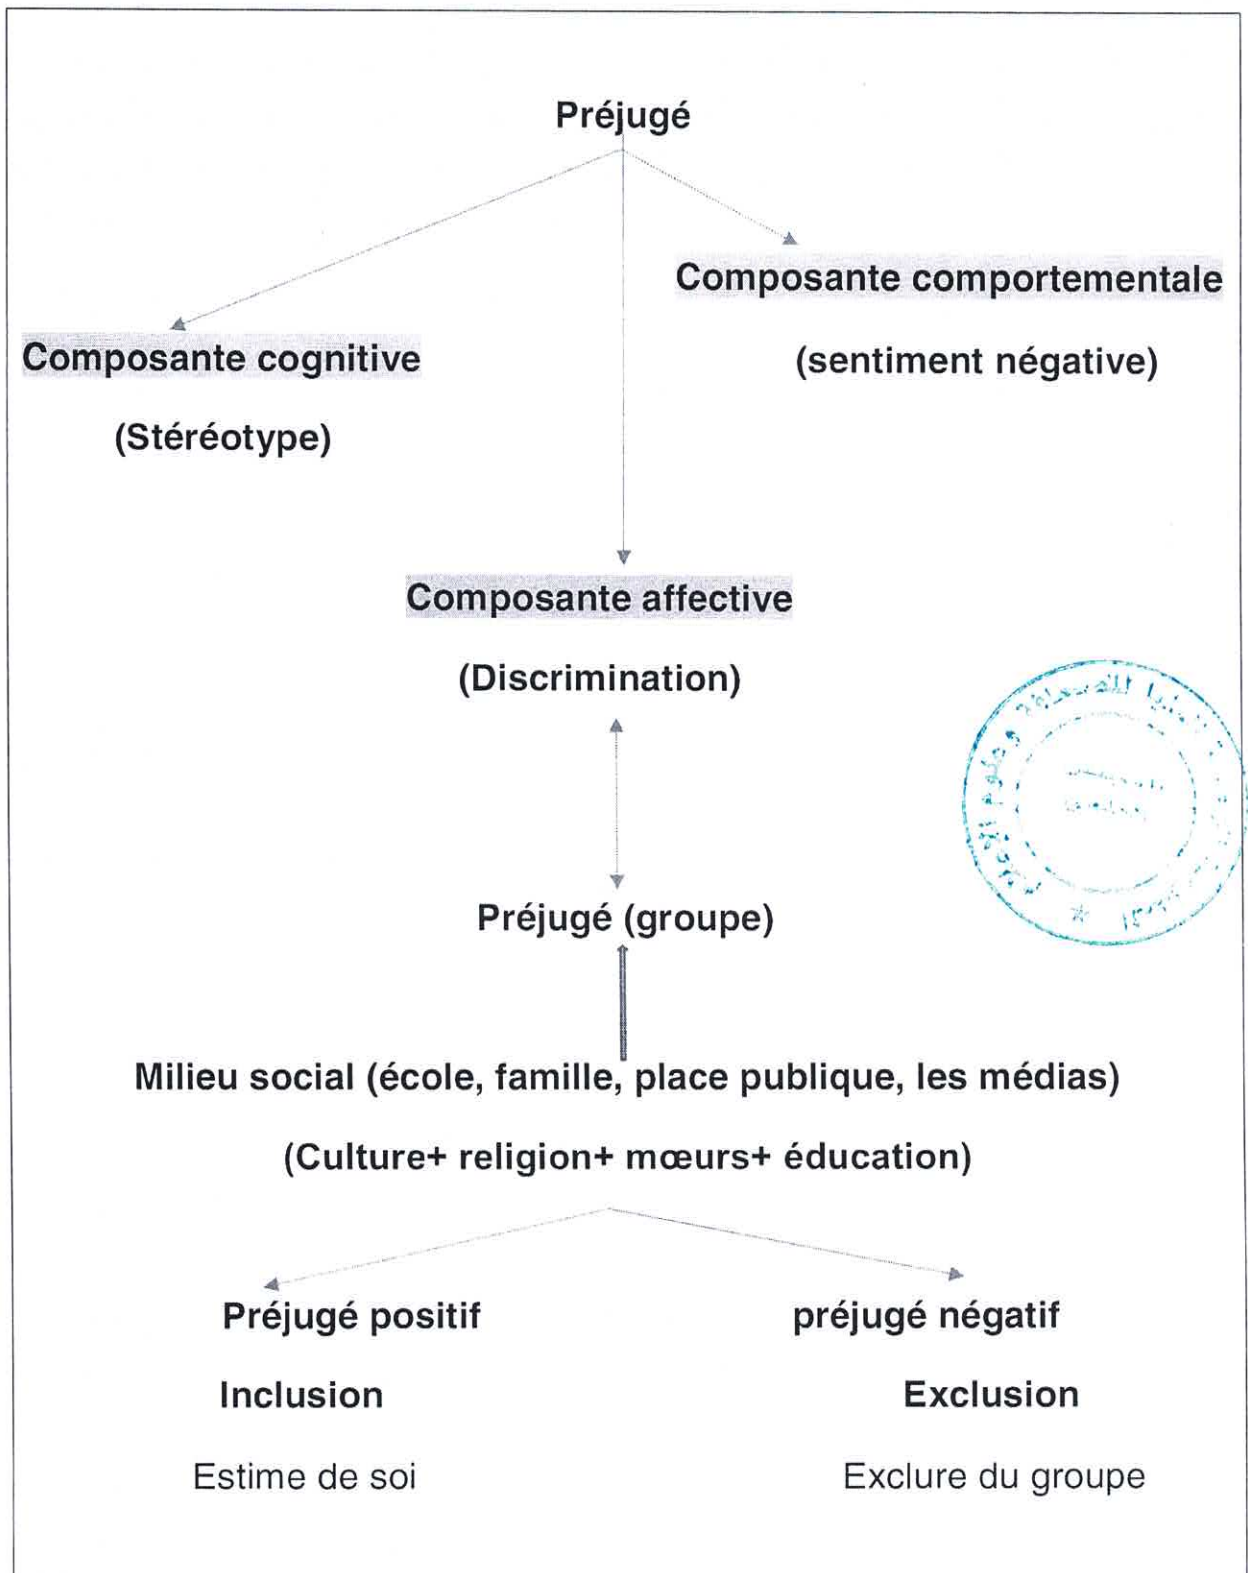 Préjugé
Composante comportementale
(sentiment négative)
Composante cognitive
(Stéréotype)
Composante affective
(Discrimination)
Préjugé (groupe)
Milieu social (école, famille, place publique, les médias)
(Culture+ religion+ mœurs+ éducation)
Préjugé positif
préjugé négatif
Inclusion
Exclusion
Estime de soi
Exclure du groupe